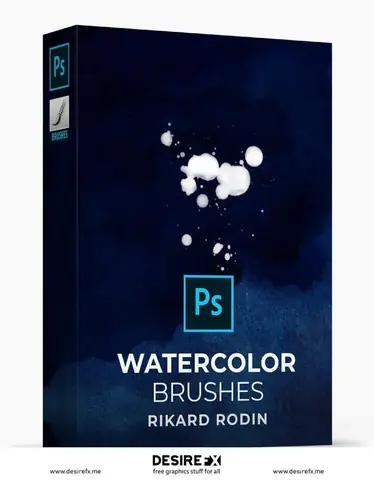 Ps
BRUSHES
Ps
WATERCOLOR
BRUSHES
RIKARD RODIN
www.desirefx.me
DESIRE FX
free graphics stuff for all
www.desirefx.me